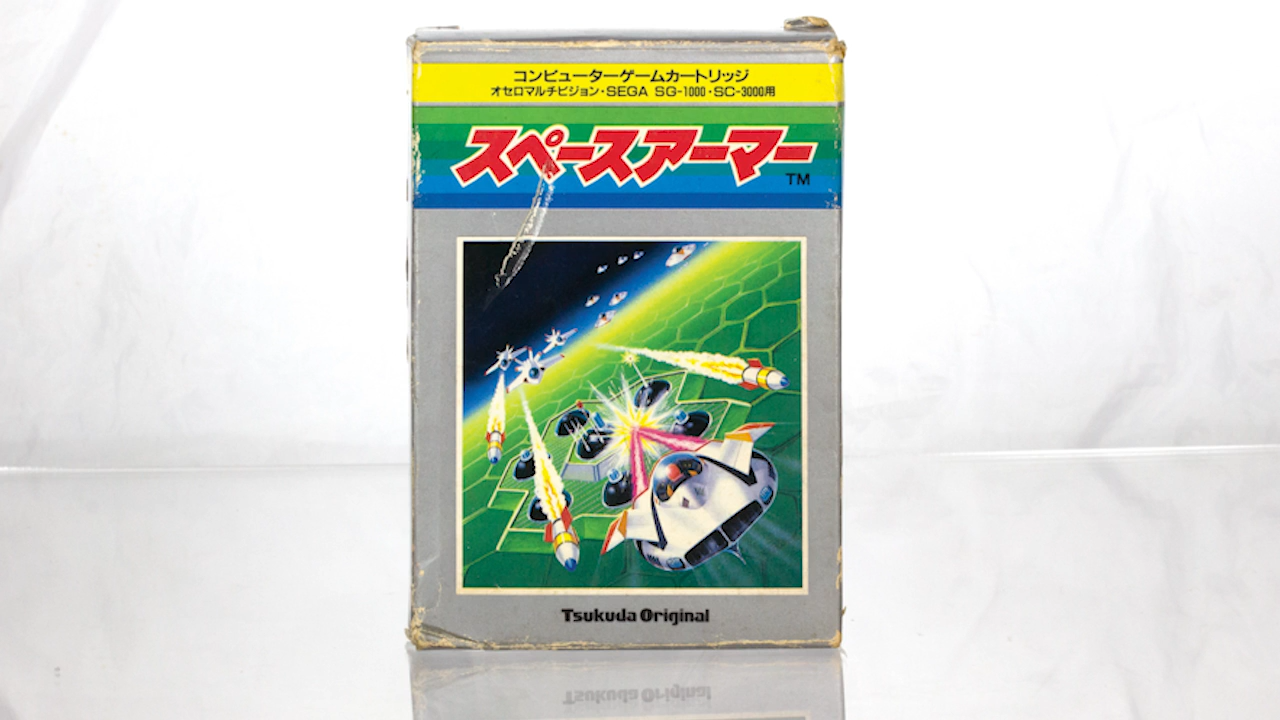 コンピューターゲームカートリッジ
オセロマルチビジョン・SEGA SG-1000・SC-3000用
スペースアーマー
TM
Tsukuda Original